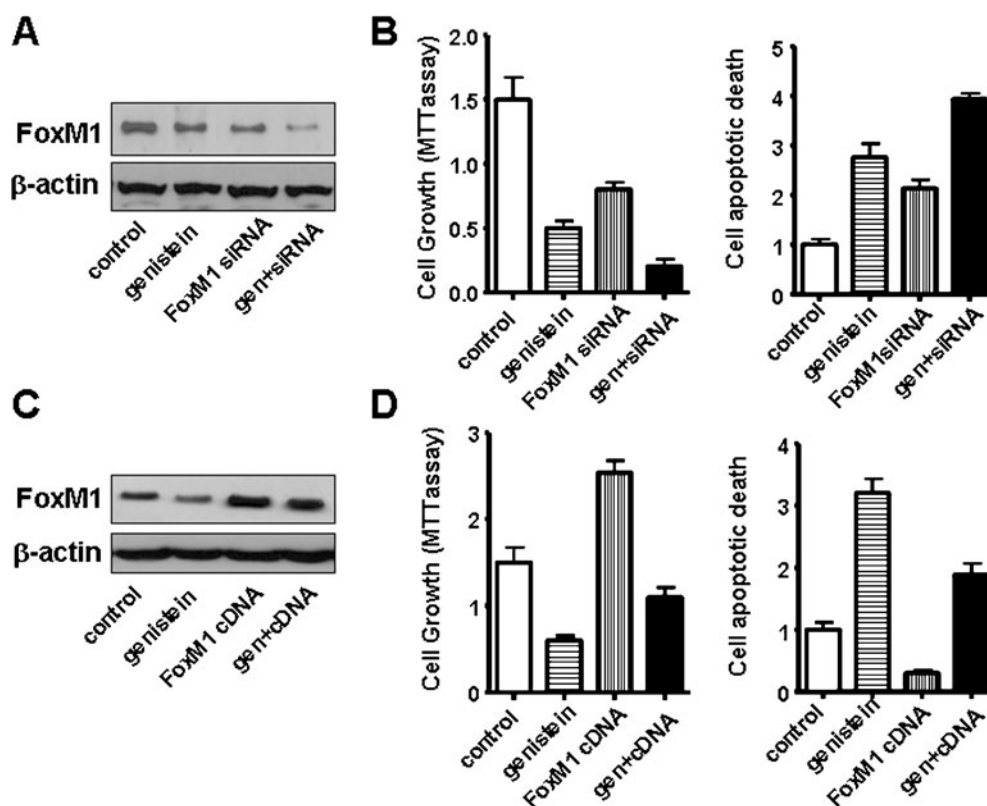 A
FoxM1
β-actin
control
genistein
FoxM1 siRNA
gen+siRNA
B
Cell Growth (MTTassay)
2.0
1.5
1.0
0.5
0.0
control
genistein
FoxM1 siRNA
gen+siRNA
Cell apoptotic death
5
4
3
2
1
0
control
genistein
FoxM1siRNA
gen+siRNA
C
FoxM1
β-actin
control
genistein
FoxM1 cDNA
gen+cDNA
D
Cell Growth (MTTassay)
3
2
1
0
control
genistein
FoxM1 cDNA
gen+cDNA
Cell apoptotic death
4
3
2
1
0
control
genistein
FoxM1 cDNA
gen+cDNA